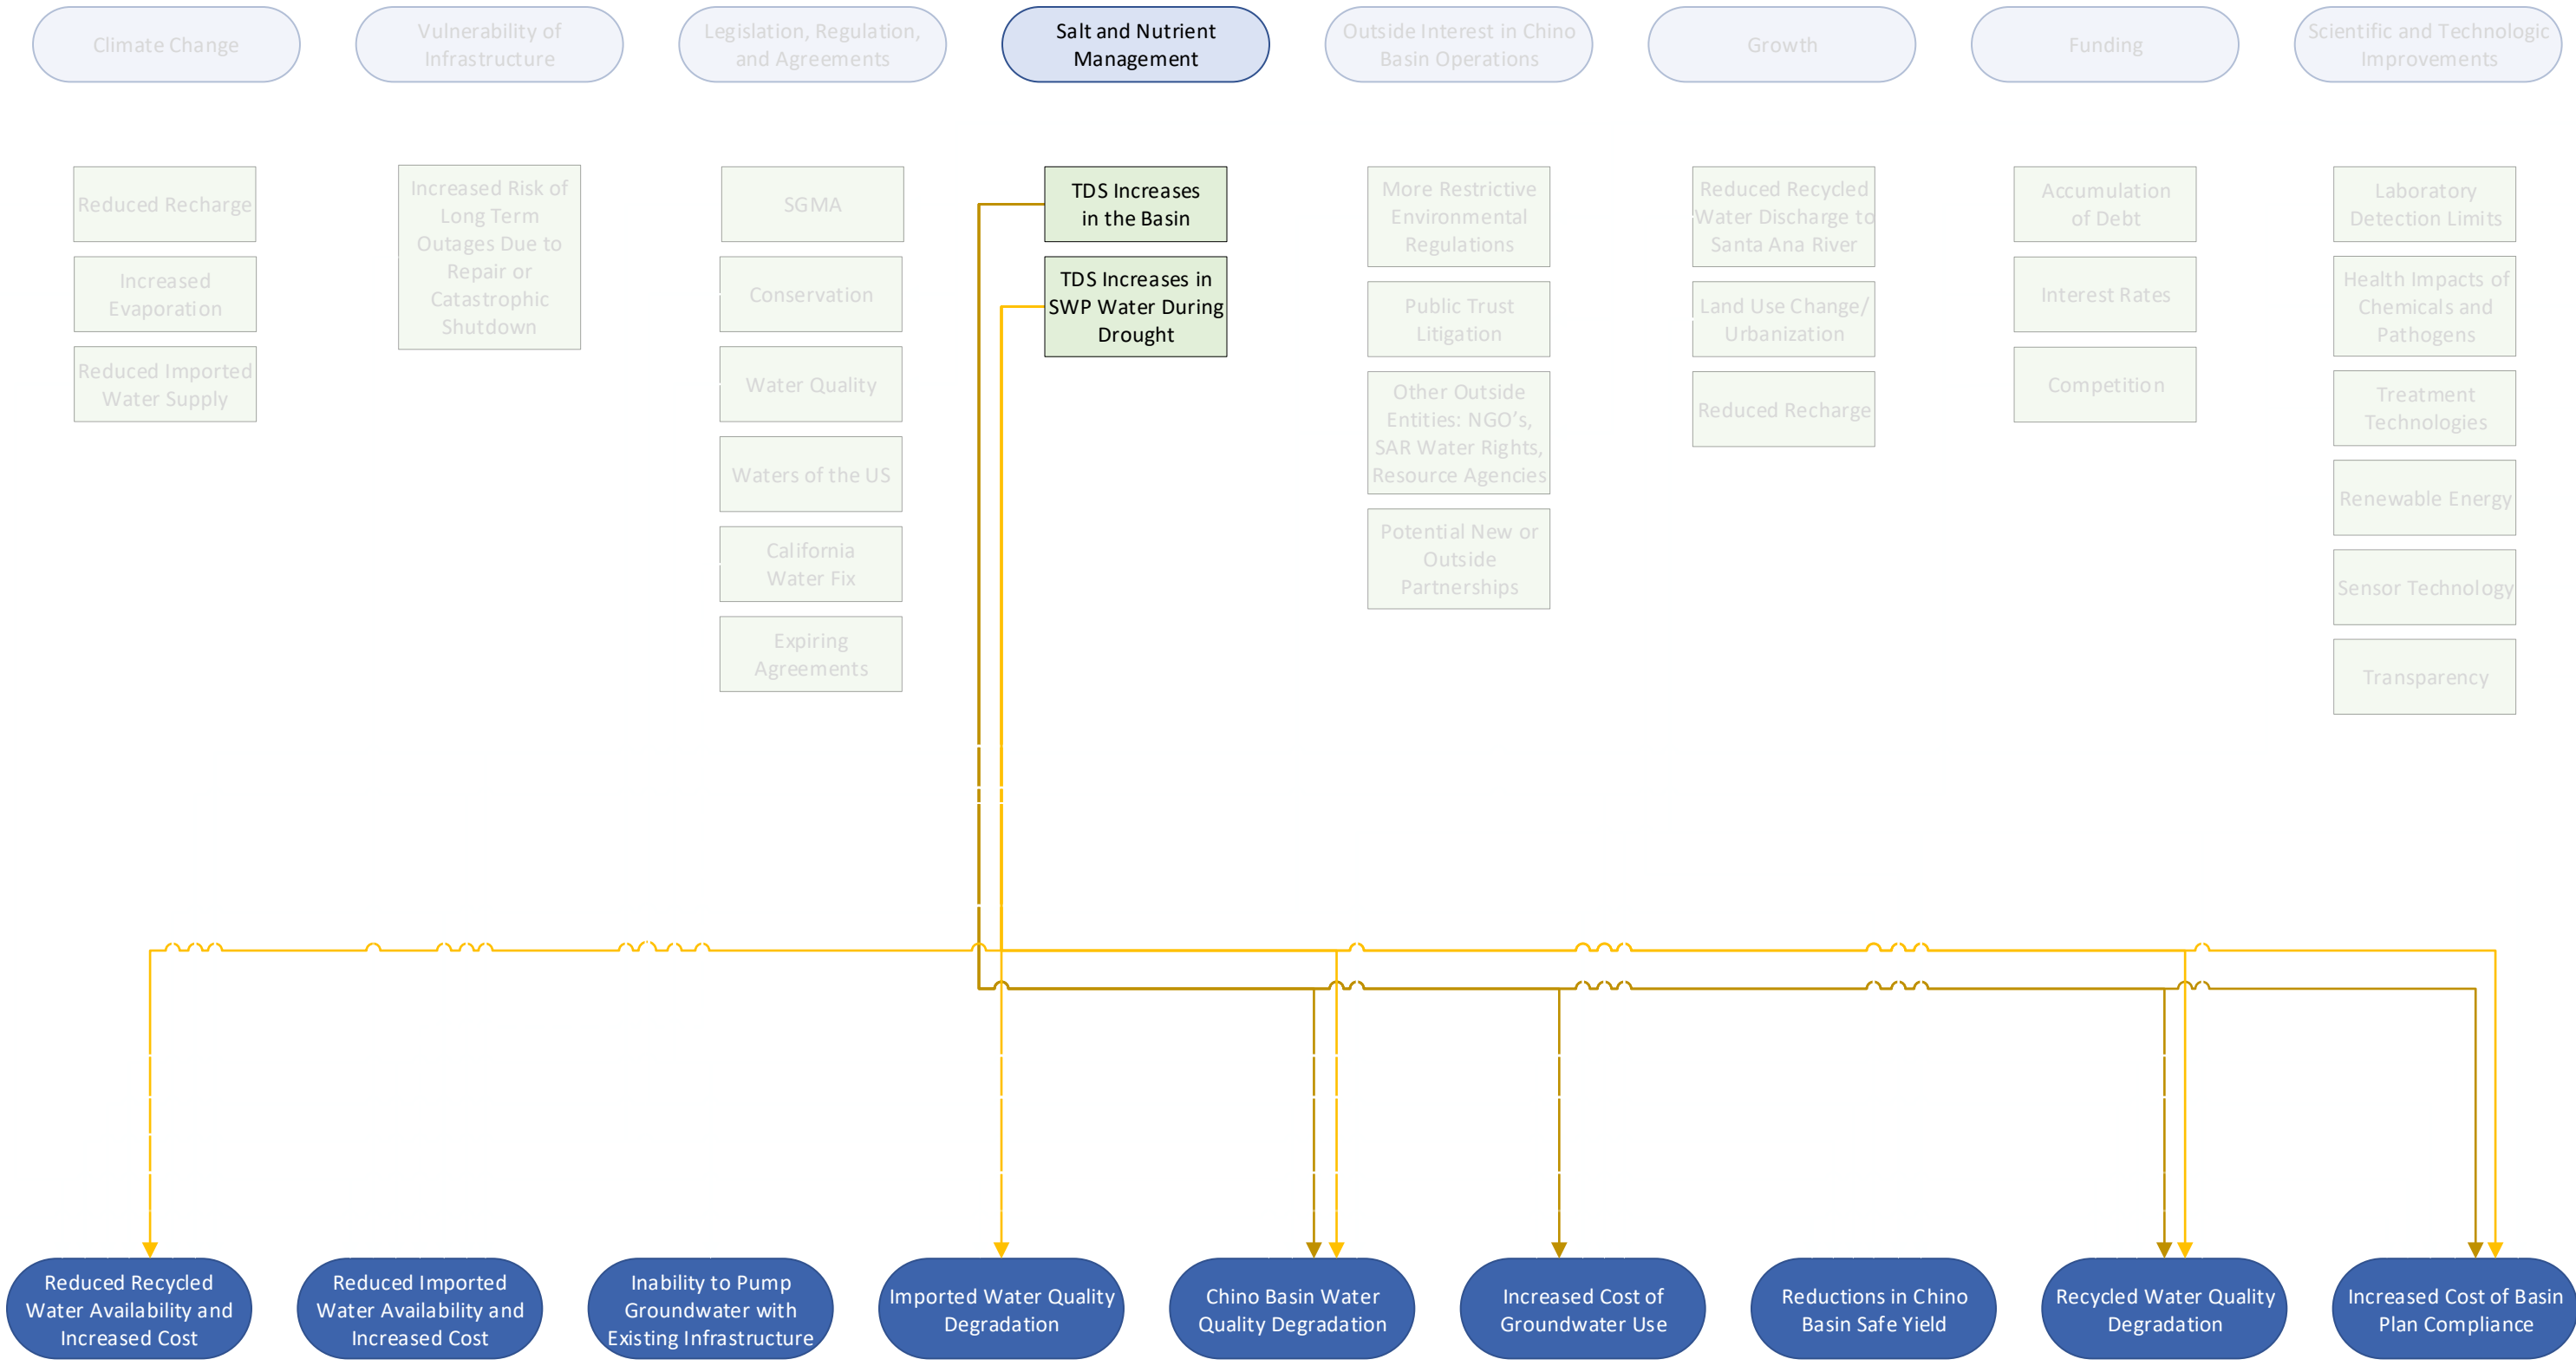 Climate Change
Vulnerability of
Infrastructure
Legislation, Regulation,
and Agreements
Salt and Nutrient
Management
Outside Interest in Chino
Basin Operations
Growth
Funding
Scientific and Technologic
Improvements
Reduced Recharge
Increased
Evaporation
Reduced Imported
Water Supply
Increased Risk of
Long Term
Outages Due to
Repair or
Catastrophic
Shutdown
SGMA
Conservation
Water Quality
Waters of the US
California
Water Fix
Expiring
Agreements
TDS Increases
in the Basin
TDS Increases in
SWP Water During
Drought
More Restrictive
Environmental
Regulations
Public Trust
Litigation
Other Outside
Entities: NGO’s,
SAR Water Rights,
Resource Agencies
Potential New or
Outside
Partnerships
Reduced Recycled
Water Discharge to
Santa Ana River
Land Use Change/
Urbanization
Reduced Recharge
Accumulation
of Debt
Interest Rates
Competition
Laboratory
Detection Limits
Health Impacts of
Chemicals and
Pathogens
Treatment
Technologies
Renewable Energy
Sensor Technology
Transparency
Reduced Recycled
Water Availability and
Increased Cost
Reduced Imported
Water Availability and
Increased Cost
Inability to Pump
Groundwater with
Existing Infrastructure
Imported Water Quality
Degradation
Chino Basin Water
Quality Degradation
Increased Cost of
Groundwater Use
Reductions in Chino
Basin Safe Yield
Recycled Water Quality
Degradation
Increased Cost of Basin
Plan Compliance